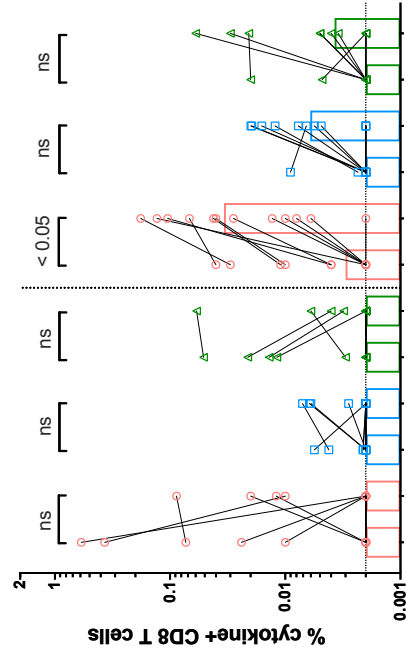 % cytokine+ CD8 T cells
2
0.1
0.01
0.001
ns
ns
ns
< 0.05
ns
ns